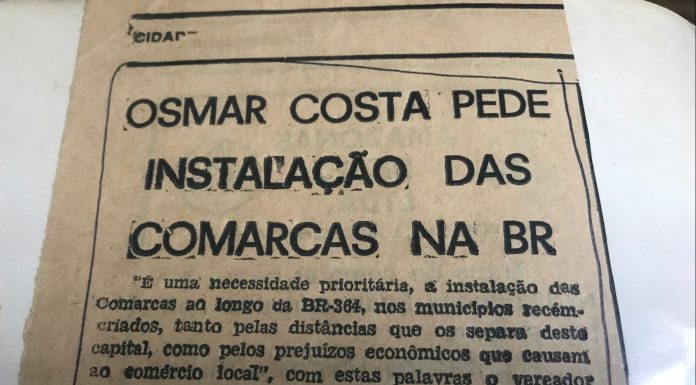 CIDAD
OSMAR COSTA PEDE
INSTALAÇÃO DAS
COMARCAS NA BR
"É uma necessidade prioritária, a instalação das
Comarcas ao longo da BR-364, nos municípios recém-
criados, tanto pelas distâncias que os separa deste
capital, como pelos prejuízos econômicos que causam
ao comércio local", com estas palavras o vereador